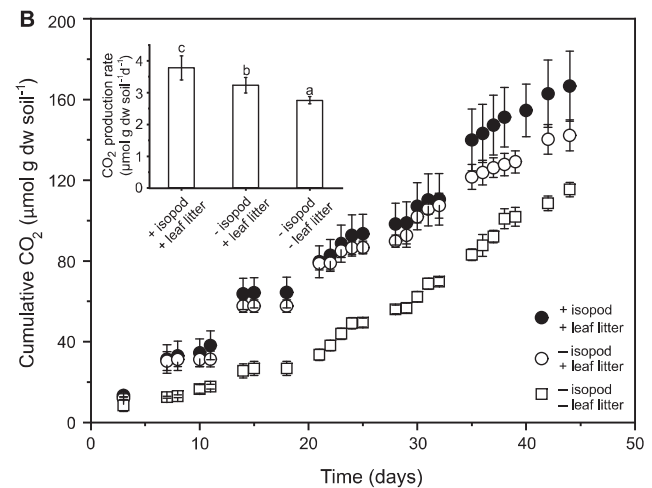 B
200
160
120
80
40
0
Cumulative CO₂ (µmol g dw soil⁻¹)
CO₂ production rate
(µmol g dw soil⁻¹d⁻¹)
4
3
2
1
0
c
b
a
+ isopod
+ leaf litter
- isopod
+ leaf litter
- isopod
- leaf litter
+ isopod
+ leaf litter
− isopod
+ leaf litter
− isopod
− leaf litter
0
10
20
30
40
50
Time (days)